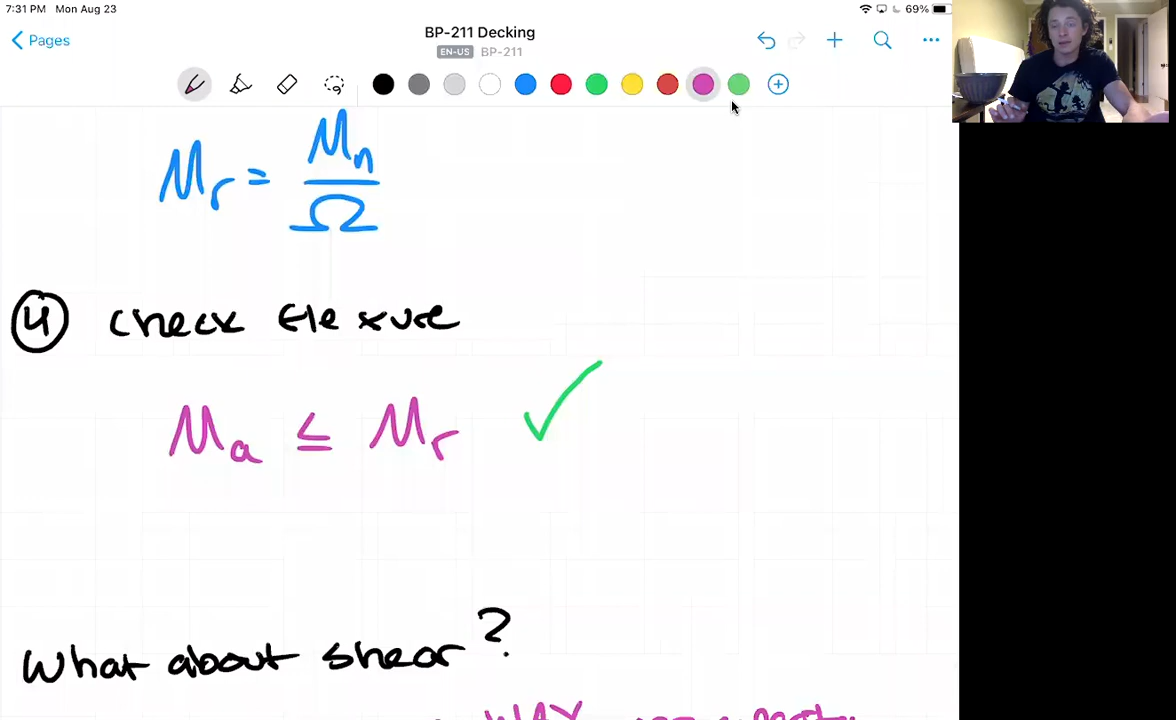 7:31 PM Mon Aug 23
69%
Pages
BP-211 Decking
EN-US BP-211
Mr = Mn
Ω
4 Check Flexure
Ma ≤ Mr ✓
What about shear?
WAY